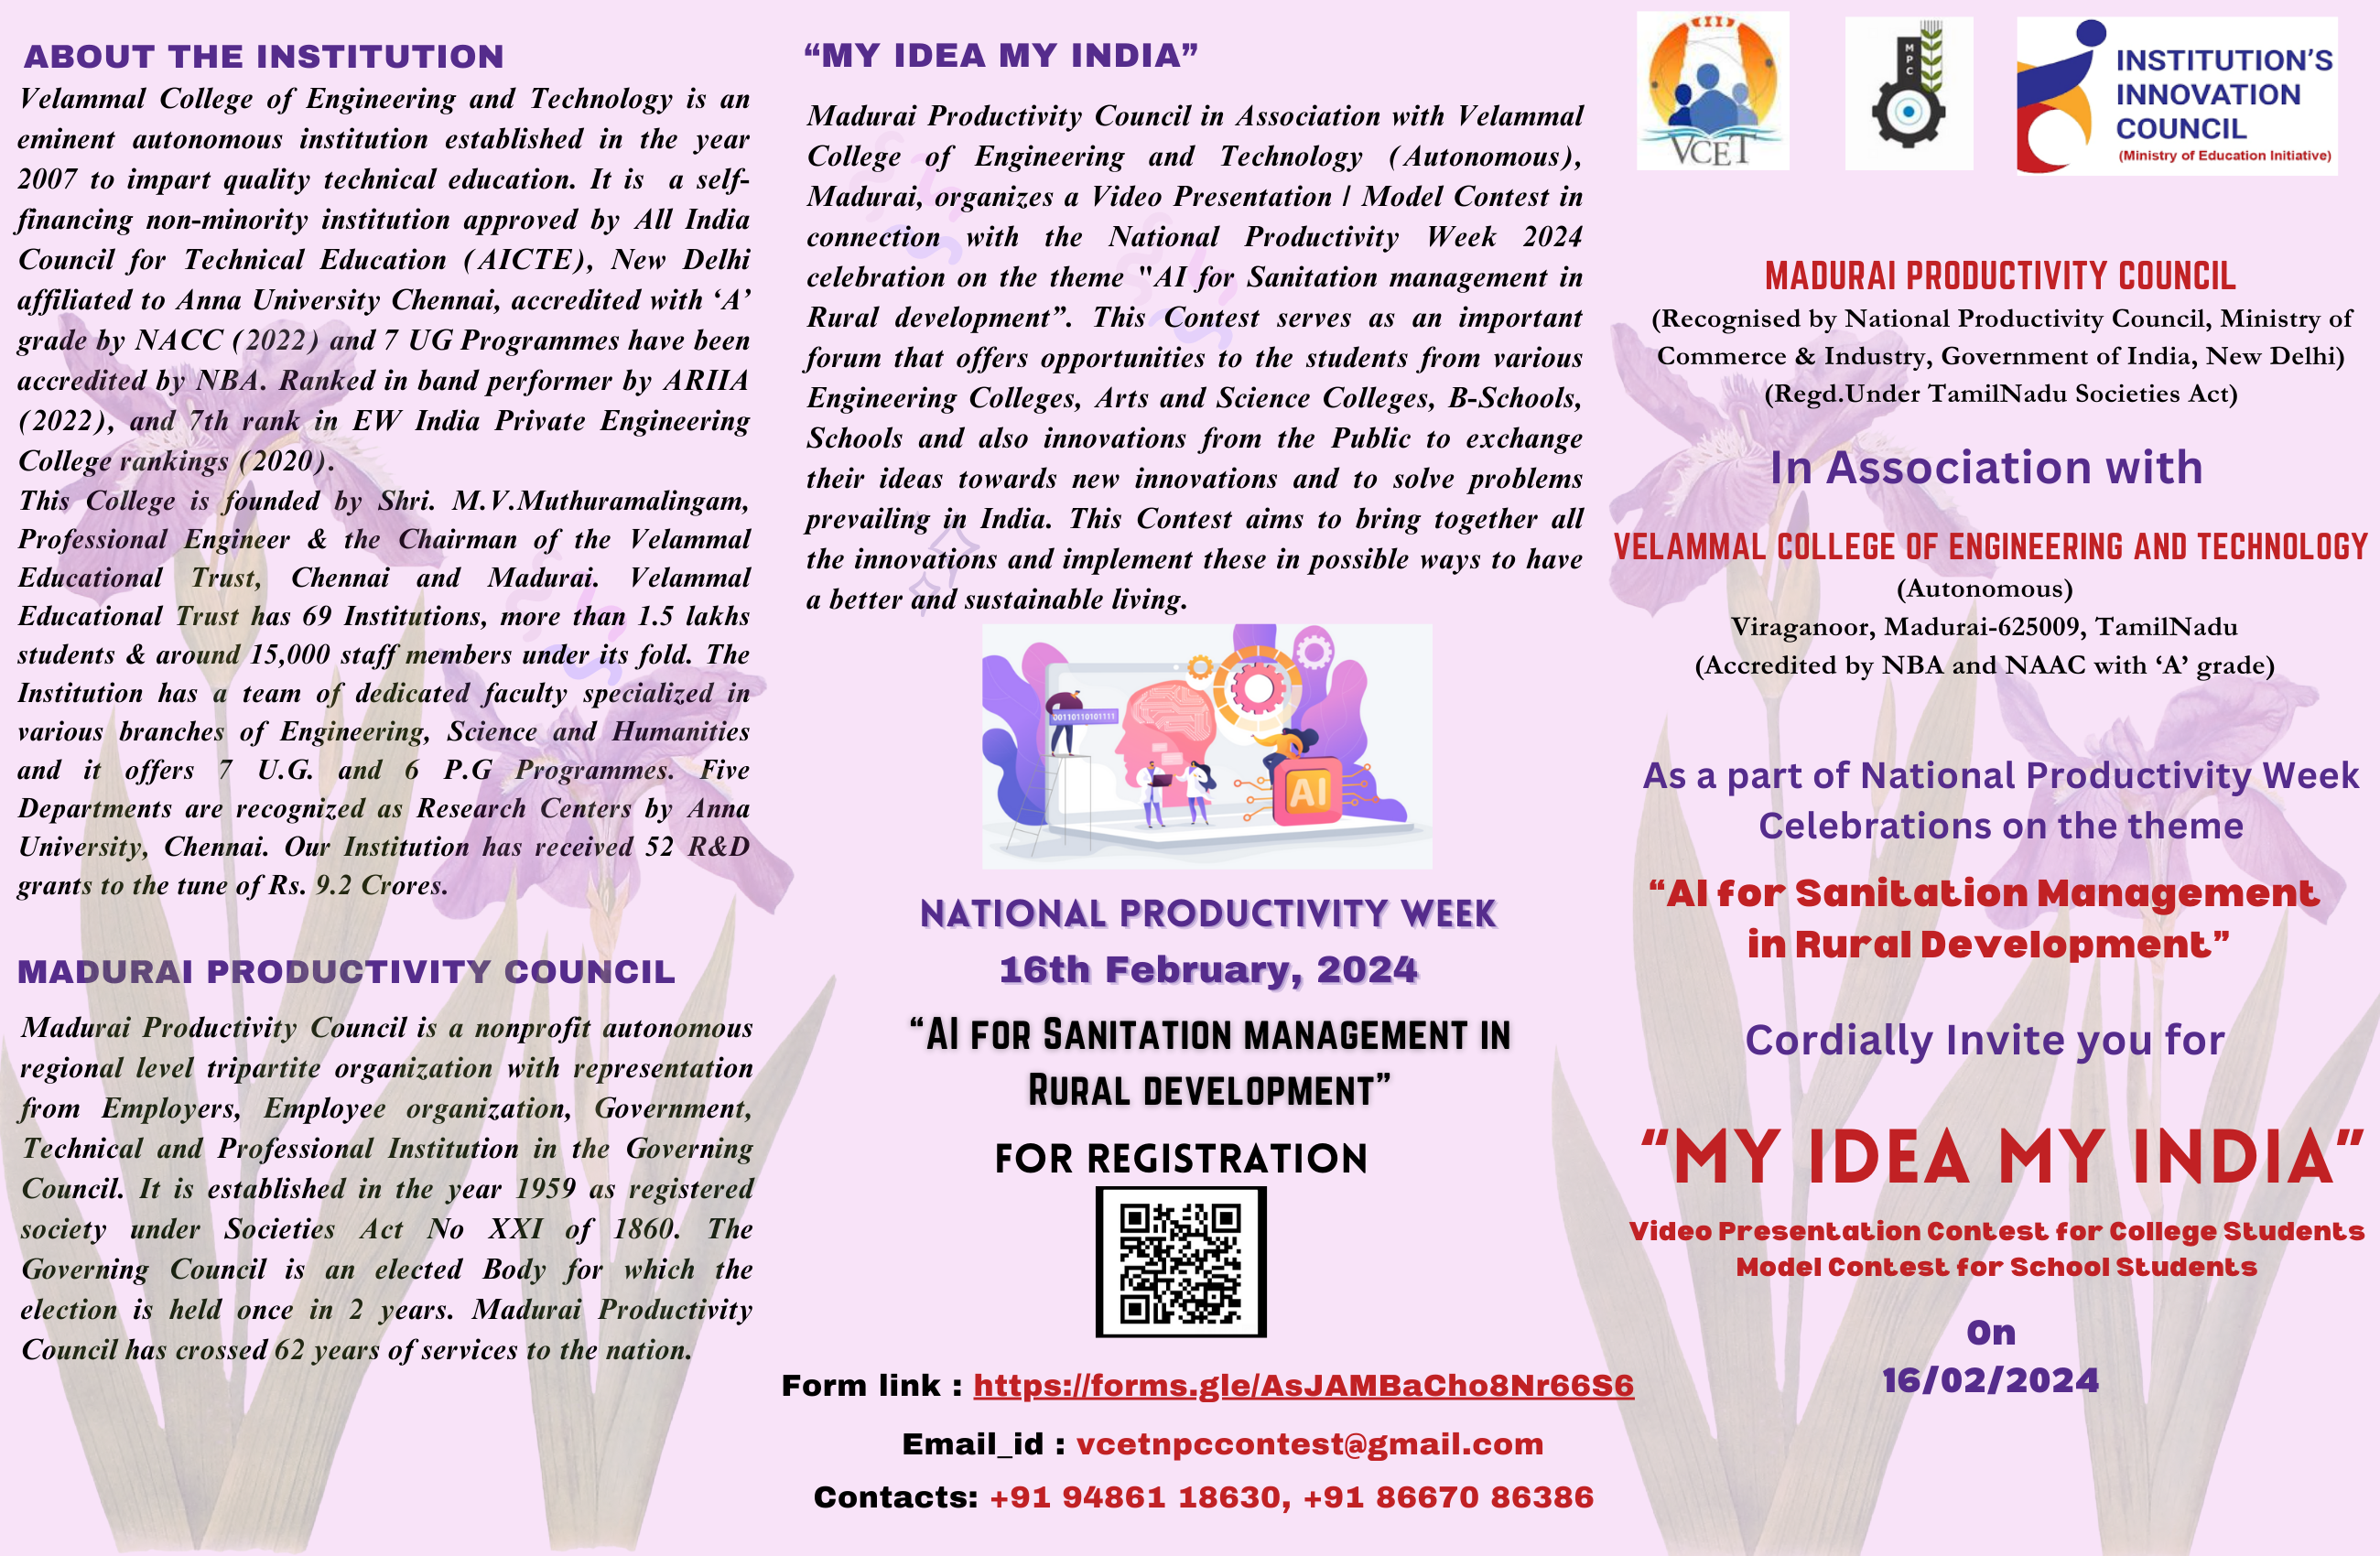 ABOUT THE INSTITUTION
Velammal College of Engineering and Technology is an
eminent autonomous institution established in the year
2007 to impart quality technical education. It is a self-
financing non-minority institution approved by All India
Council for Technical Education (AICTE), New Delhi
affiliated to Anna University Chennai, accredited with ‘A’
grade by NACC (2022) and 7 UG Programmes have been
accredited by NBA. Ranked in band performer by ARIIA
(2022), and 7th rank in EW India Private Engineering
College rankings (2020).
This College is founded by Shri. M.V.Muthuramalingam,
Professional Engineer & the Chairman of the Velammal
Educational Trust, Chennai and Madurai. Velammal
Educational Trust has 69 Institutions, more than 1.5 lakhs
students & around 15,000 staff members under its fold. The
Institution has a team of dedicated faculty specialized in
various branches of Engineering, Science and Humanities
and it offers 7 U.G. and 6 P.G Programmes. Five
Departments are recognized as Research Centers by Anna
University, Chennai. Our Institution has received 52 R&D
grants to the tune of Rs. 9.2 Crores.
MADURAI PRODUCTIVITY COUNCIL
Madurai Productivity Council is a nonprofit autonomous
regional level tripartite organization with representation
from Employers, Employee organization, Government,
Technical and Professional Institution in the Governing
Council. It is established in the year 1959 as registered
society under Societies Act No XXI of 1860. The
Governing Council is an elected Body for which the
election is held once in 2 years. Madurai Productivity
Council has crossed 62 years of services to the nation.
“MY IDEA MY INDIA”
Madurai Productivity Council in Association with Velammal
College of Engineering and Technology (Autonomous),
Madurai, organizes a Video Presentation / Model Contest in
connection with the National Productivity Week 2024
celebration on the theme "AI for Sanitation management in
Rural development”. This Contest serves as an important
forum that offers opportunities to the students from various
Engineering Colleges, Arts and Science Colleges, B-Schools,
Schools and also innovations from the Public to exchange
their ideas towards new innovations and to solve problems
prevailing in India. This Contest aims to bring together all
the innovations and implement these in possible ways to have
a better and sustainable living.
00110110101111
AI
NATIONAL PRODUCTIVITY WEEK
16th February, 2024
“AI FOR SANITATION MANAGEMENT IN
RURAL DEVELOPMENT”
FOR REGISTRATION
Form link : https://forms.gle/AsJAMBaCho8Nr66S6
Email_id : vcetnpccontest@gmail.com
Contacts: +91 94861 18630, +91 86670 86386
VCET
MPC
INSTITUTION’S
INNOVATION
COUNCIL
(Ministry of Education Initiative)
MADURAI PRODUCTIVITY COUNCIL
(Recognised by National Productivity Council, Ministry of
Commerce & Industry, Government of India, New Delhi)
(Regd.Under TamilNadu Societies Act)
In Association with
VELAMMAL COLLEGE OF ENGINEERING AND TECHNOLOGY
(Autonomous)
Viraganoor, Madurai-625009, TamilNadu
(Accredited by NBA and NAAC with ‘A’ grade)
As a part of National Productivity Week
Celebrations on the theme
“AI for Sanitation Management
in Rural Development”
Cordially Invite you for
“MY IDEA MY INDIA”
Video Presentation Contest for College Students
Model Contest for School Students
On
16/02/2024